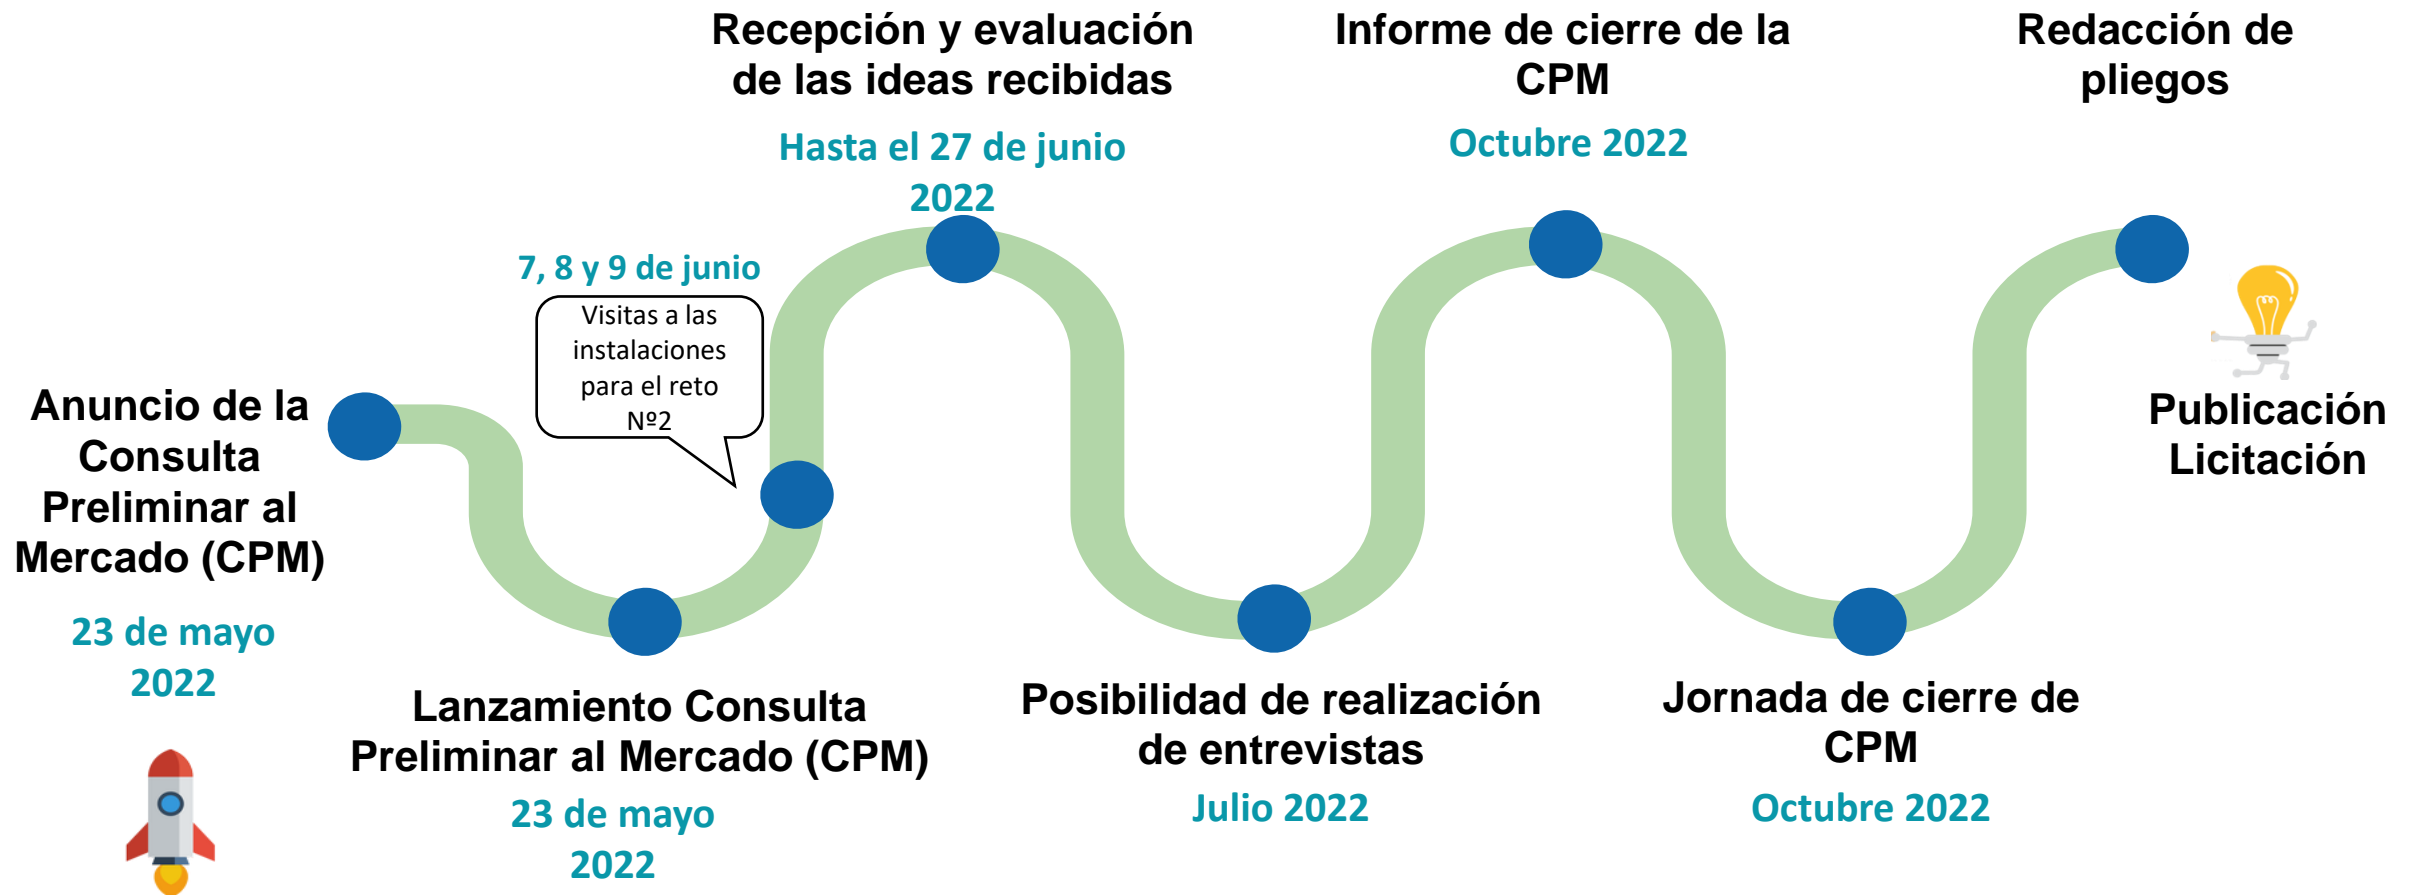 Anuncio de la
Consulta
Preliminar al
Mercado (CPM)
23 de mayo
2022
Lanzamiento Consulta
Preliminar al Mercado (CPM)
23 de mayo
2022
7, 8 y 9 de junio
Visitas a las
instalaciones
para el reto
Nº2
Recepción y evaluación
de las ideas recibidas
Hasta el 27 de junio
2022
Posibilidad de realización
de entrevistas
Julio 2022
Informe de cierre de la
CPM
Octubre 2022
Jornada de cierre de
CPM
Octubre 2022
Redacción de
pliegos
Publicación
Licitación